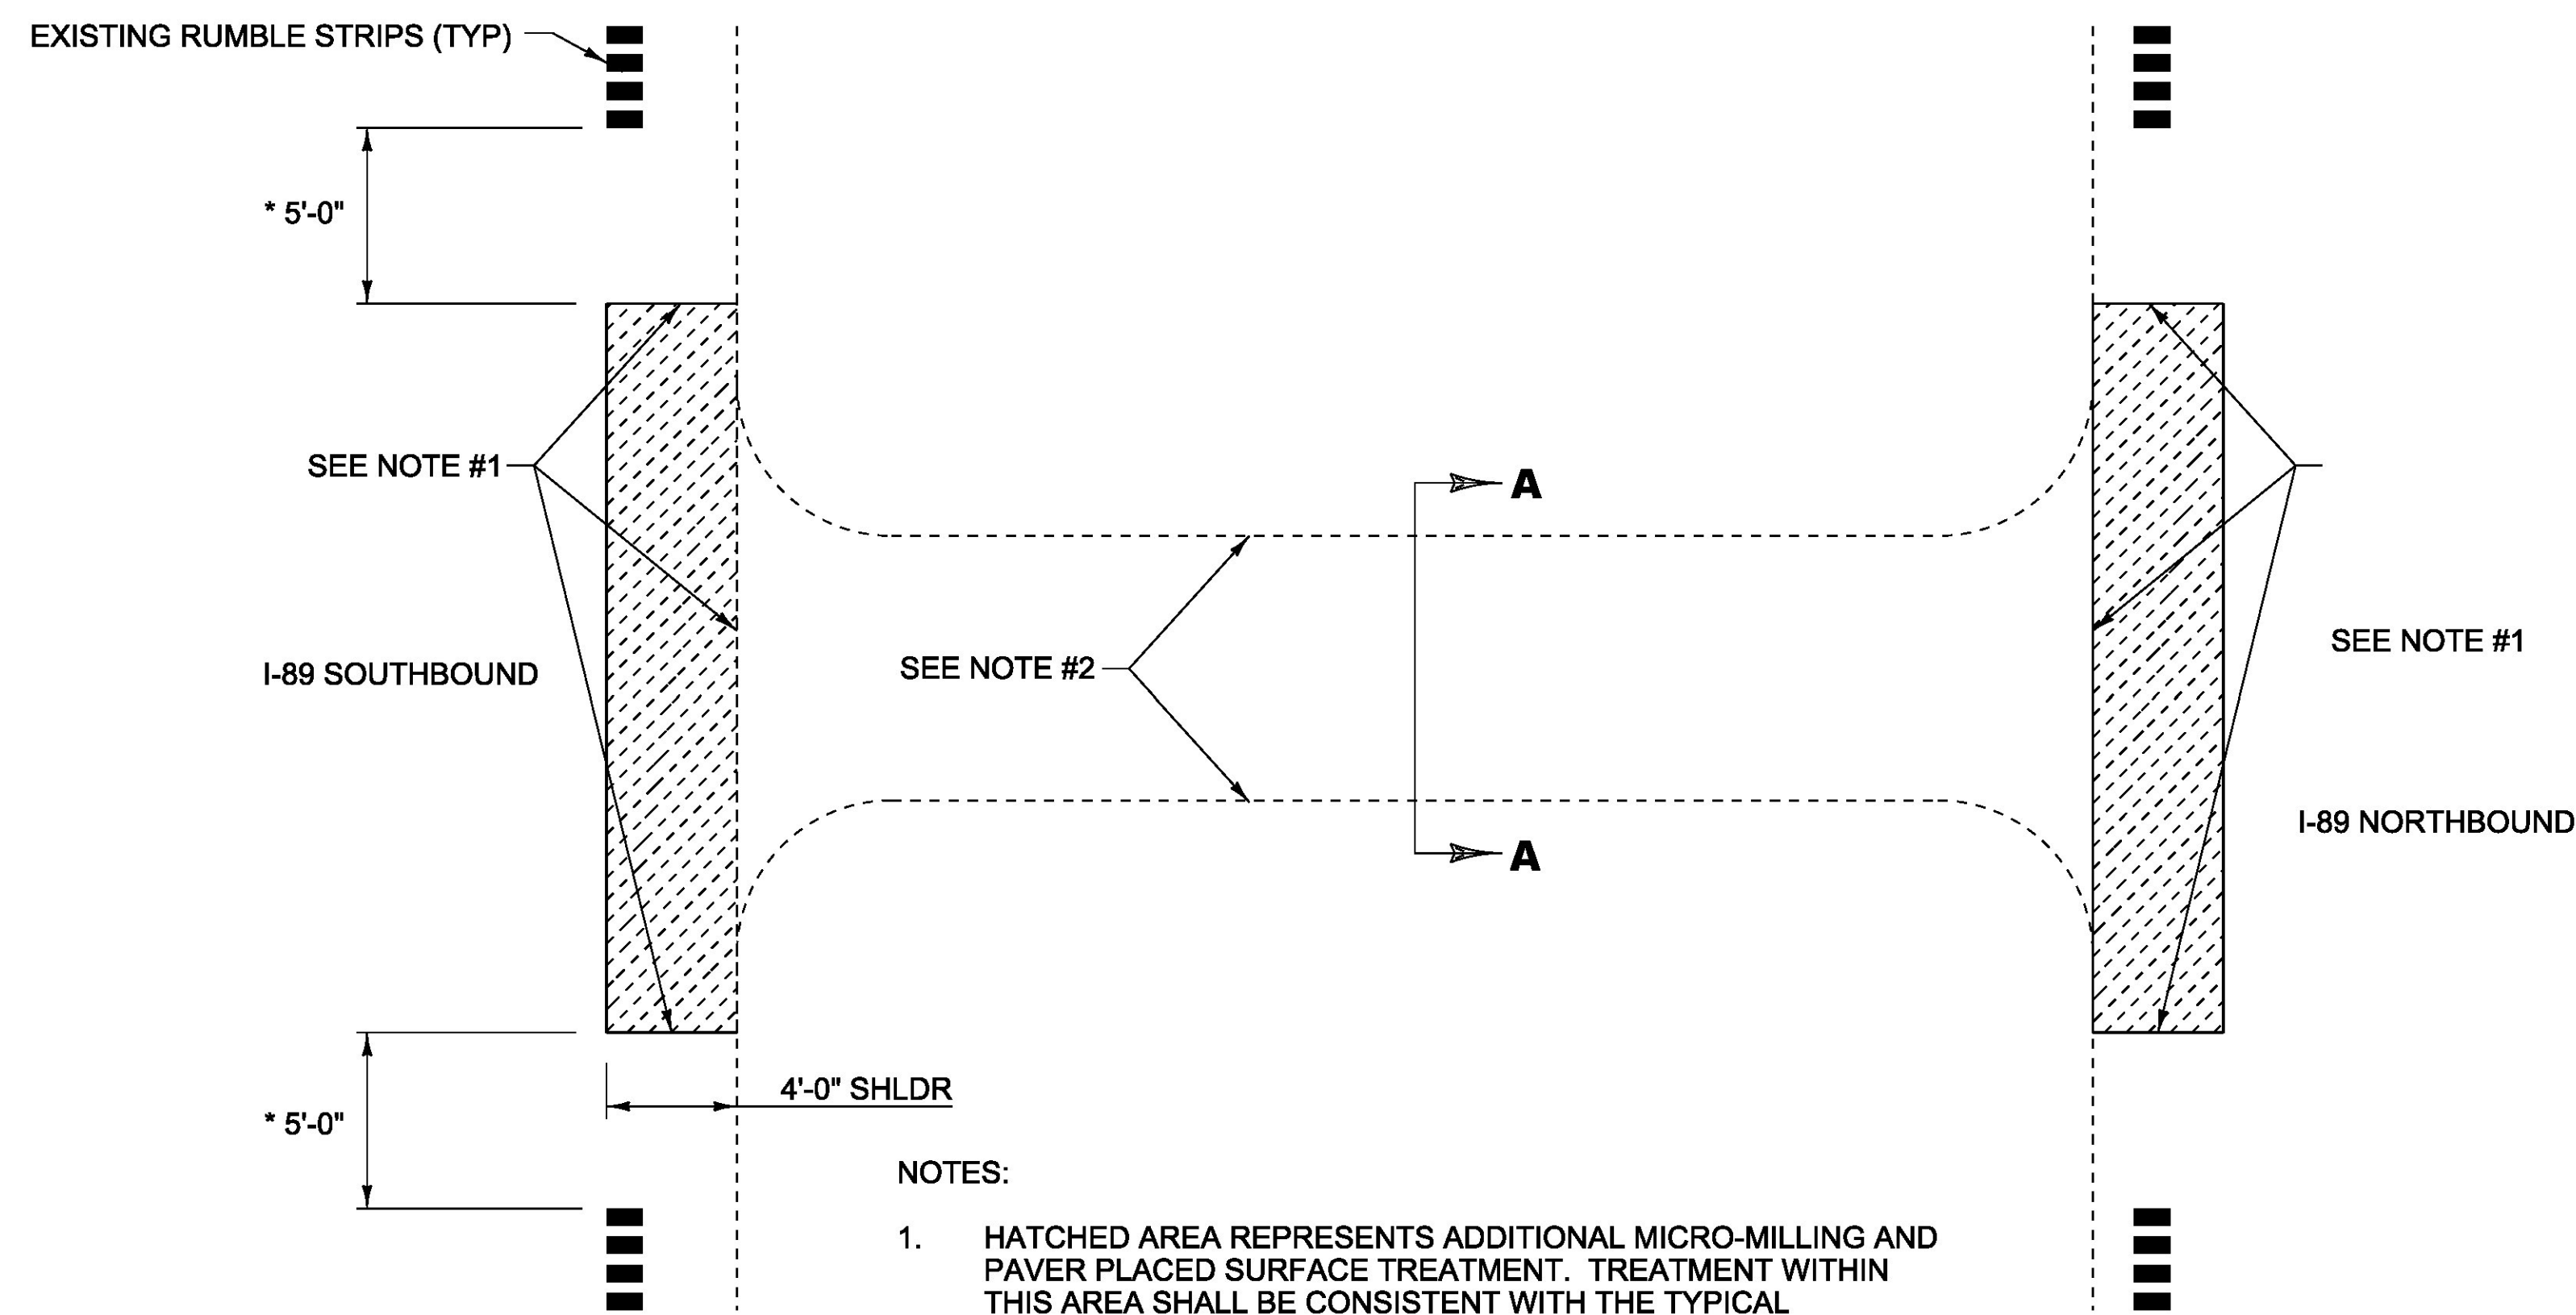 EXISTING RUMBLE STRIPS (TYP)
* 5'-0"
SEE NOTE #1
A
SEE NOTE #2
SEE NOTE #1
I-89 SOUTHBOUND
I-89 NORTHBOUND
A
4'-0" SHLDR
* 5'-0"
NOTES:
1. HATCHED AREA REPRESENTS ADDITIONAL MICRO-MILLING AND
PAVER PLACED SURFACE TREATMENT. TREATMENT WITHIN
THIS AREA SHALL BE CONSISTENT WITH THE TYPICAL